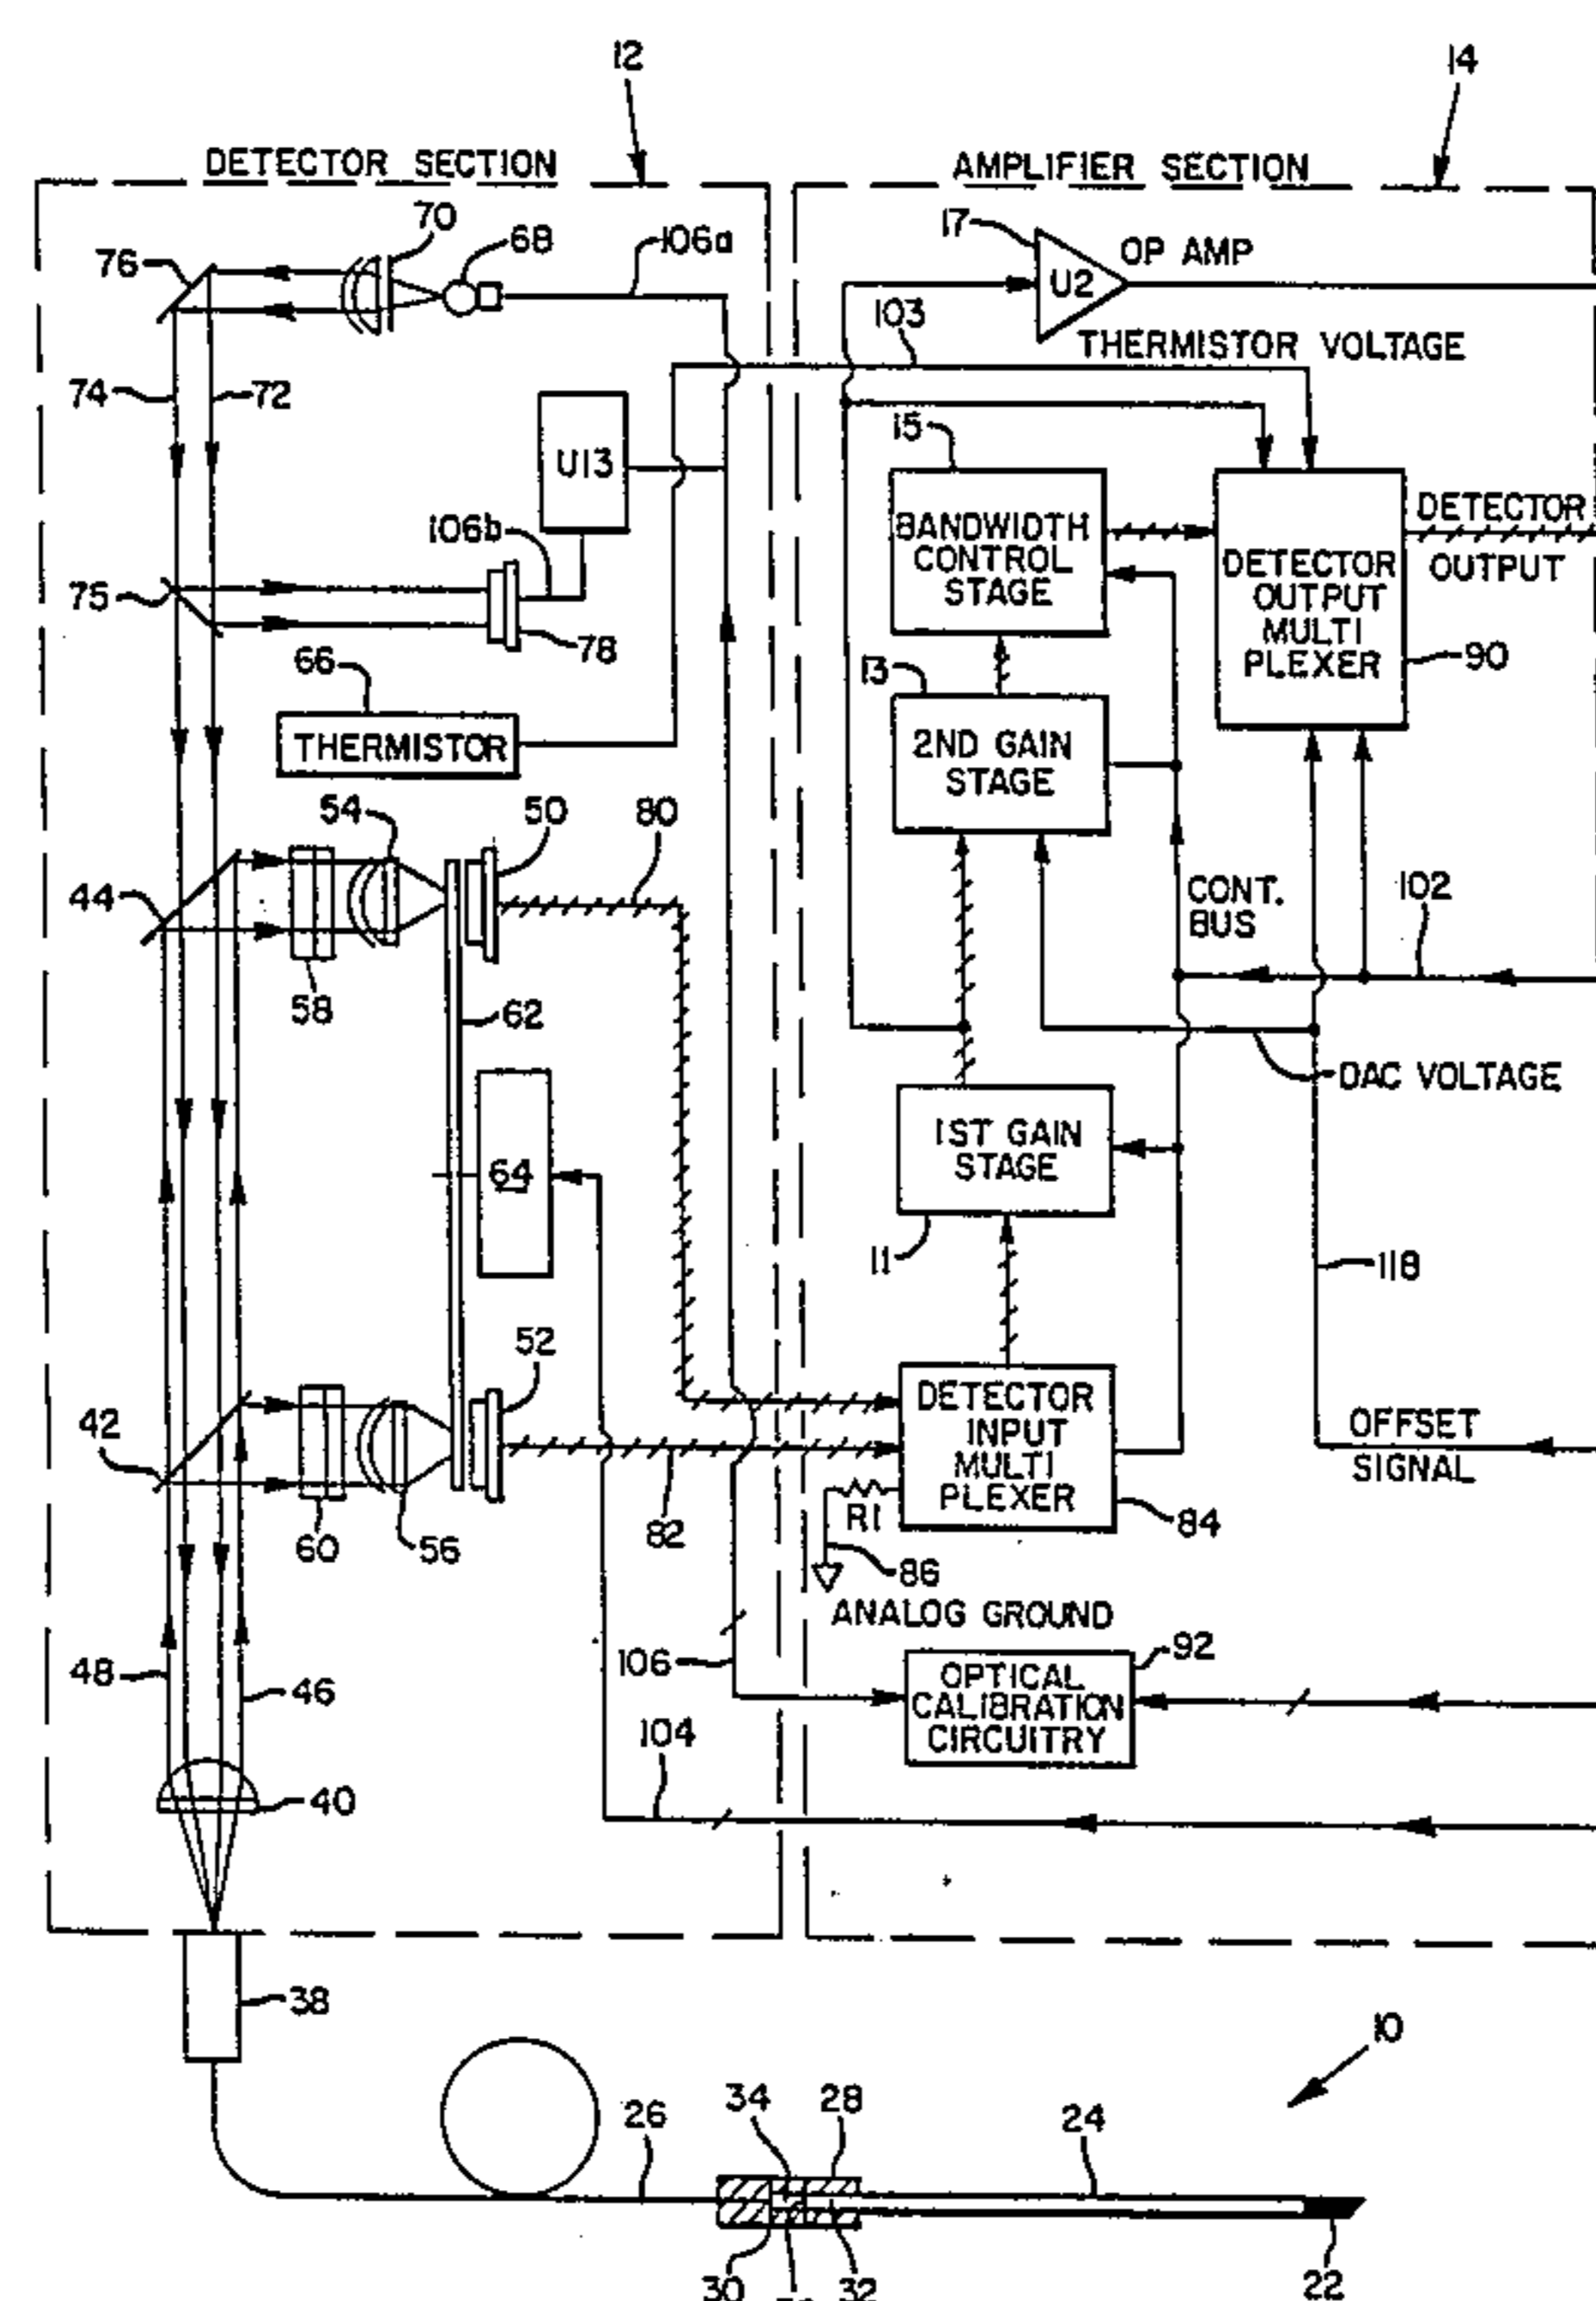 12
14
DETECTOR SECTION
AMPLIFIER SECTION
70
68
106a
76
17
U2
OP AMP
103
THERMISTOR VOLTAGE
74
72
15
U13
BANDWIDTH
CONTROL
STAGE
DETECTOR
OUTPUT
106b
DETECTOR
OUTPUT
MULTI
PLEXER
75
78
90
66
13
THERMISTOR
2ND GAIN
STAGE
54
50
80
44
CONT.
BUS
102
58
62
DAC VOLTAGE
64
1ST GAIN
STAGE
11
118
52
DETECTOR
INPUT
MULTI
PLEXER
42
OFFSET
SIGNAL
R1
60
56
82
84
86
ANALOG GROUND
48
46
106
92
OPTICAL
CALIBRATION
CIRCUITRY
104
40
38
10
26
34
28
24
30
32
22